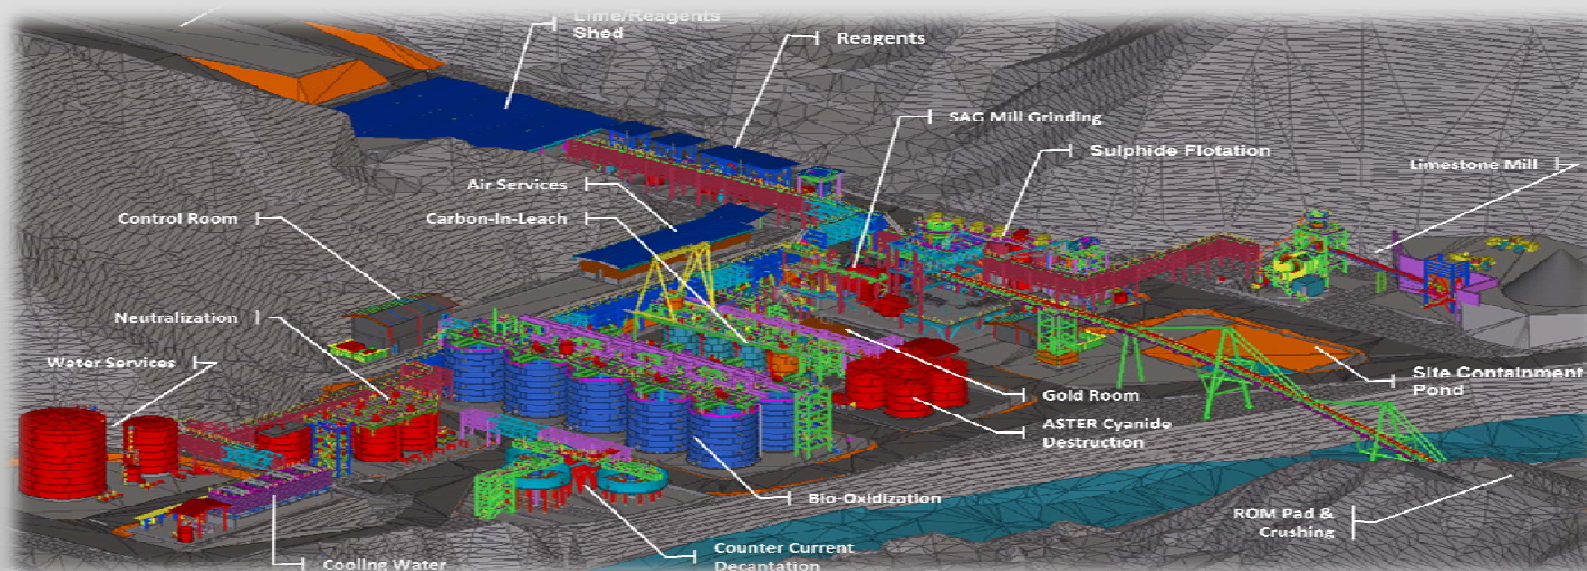 Lime/Reagents
Shed
Reagents
SAG Mill Grinding
Sulphide Flotation
Limestone Mill
Air Services
Control Room
Carbon-In-Leach
Neutralization
Water Services
Site Containment
Pond
Gold Room
ASTER Cyanide
Destruction
Bio-Oxidization
ROM Pad &
Crushing
Counter Current
Decantation
Cooling Water